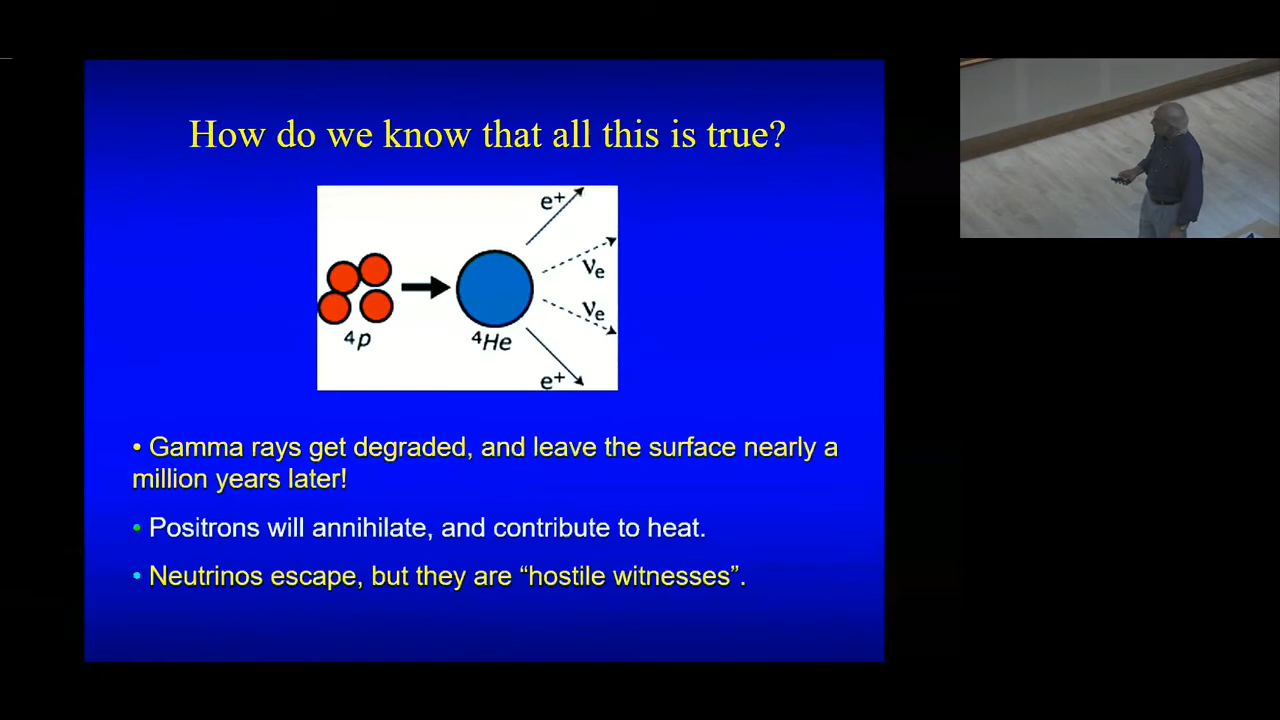 How do we know that all this is true?
e⁺
νe
νe
4p
⁴He
e⁺
• Gamma rays get degraded, and leave the surface nearly a
million years later!
• Positrons will annihilate, and contribute to heat.
• Neutrinos escape, but they are “hostile witnesses”.